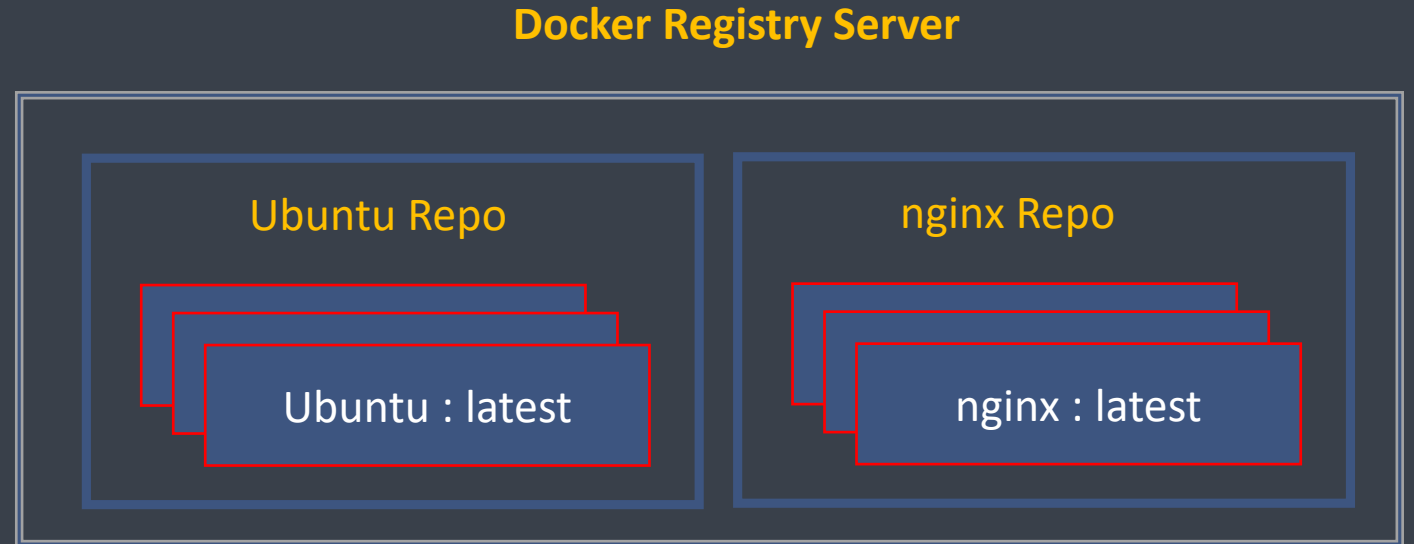 Docker Registry Server
Ubuntu Repo
nginx Repo
Ubuntu : latest
nginx : latest